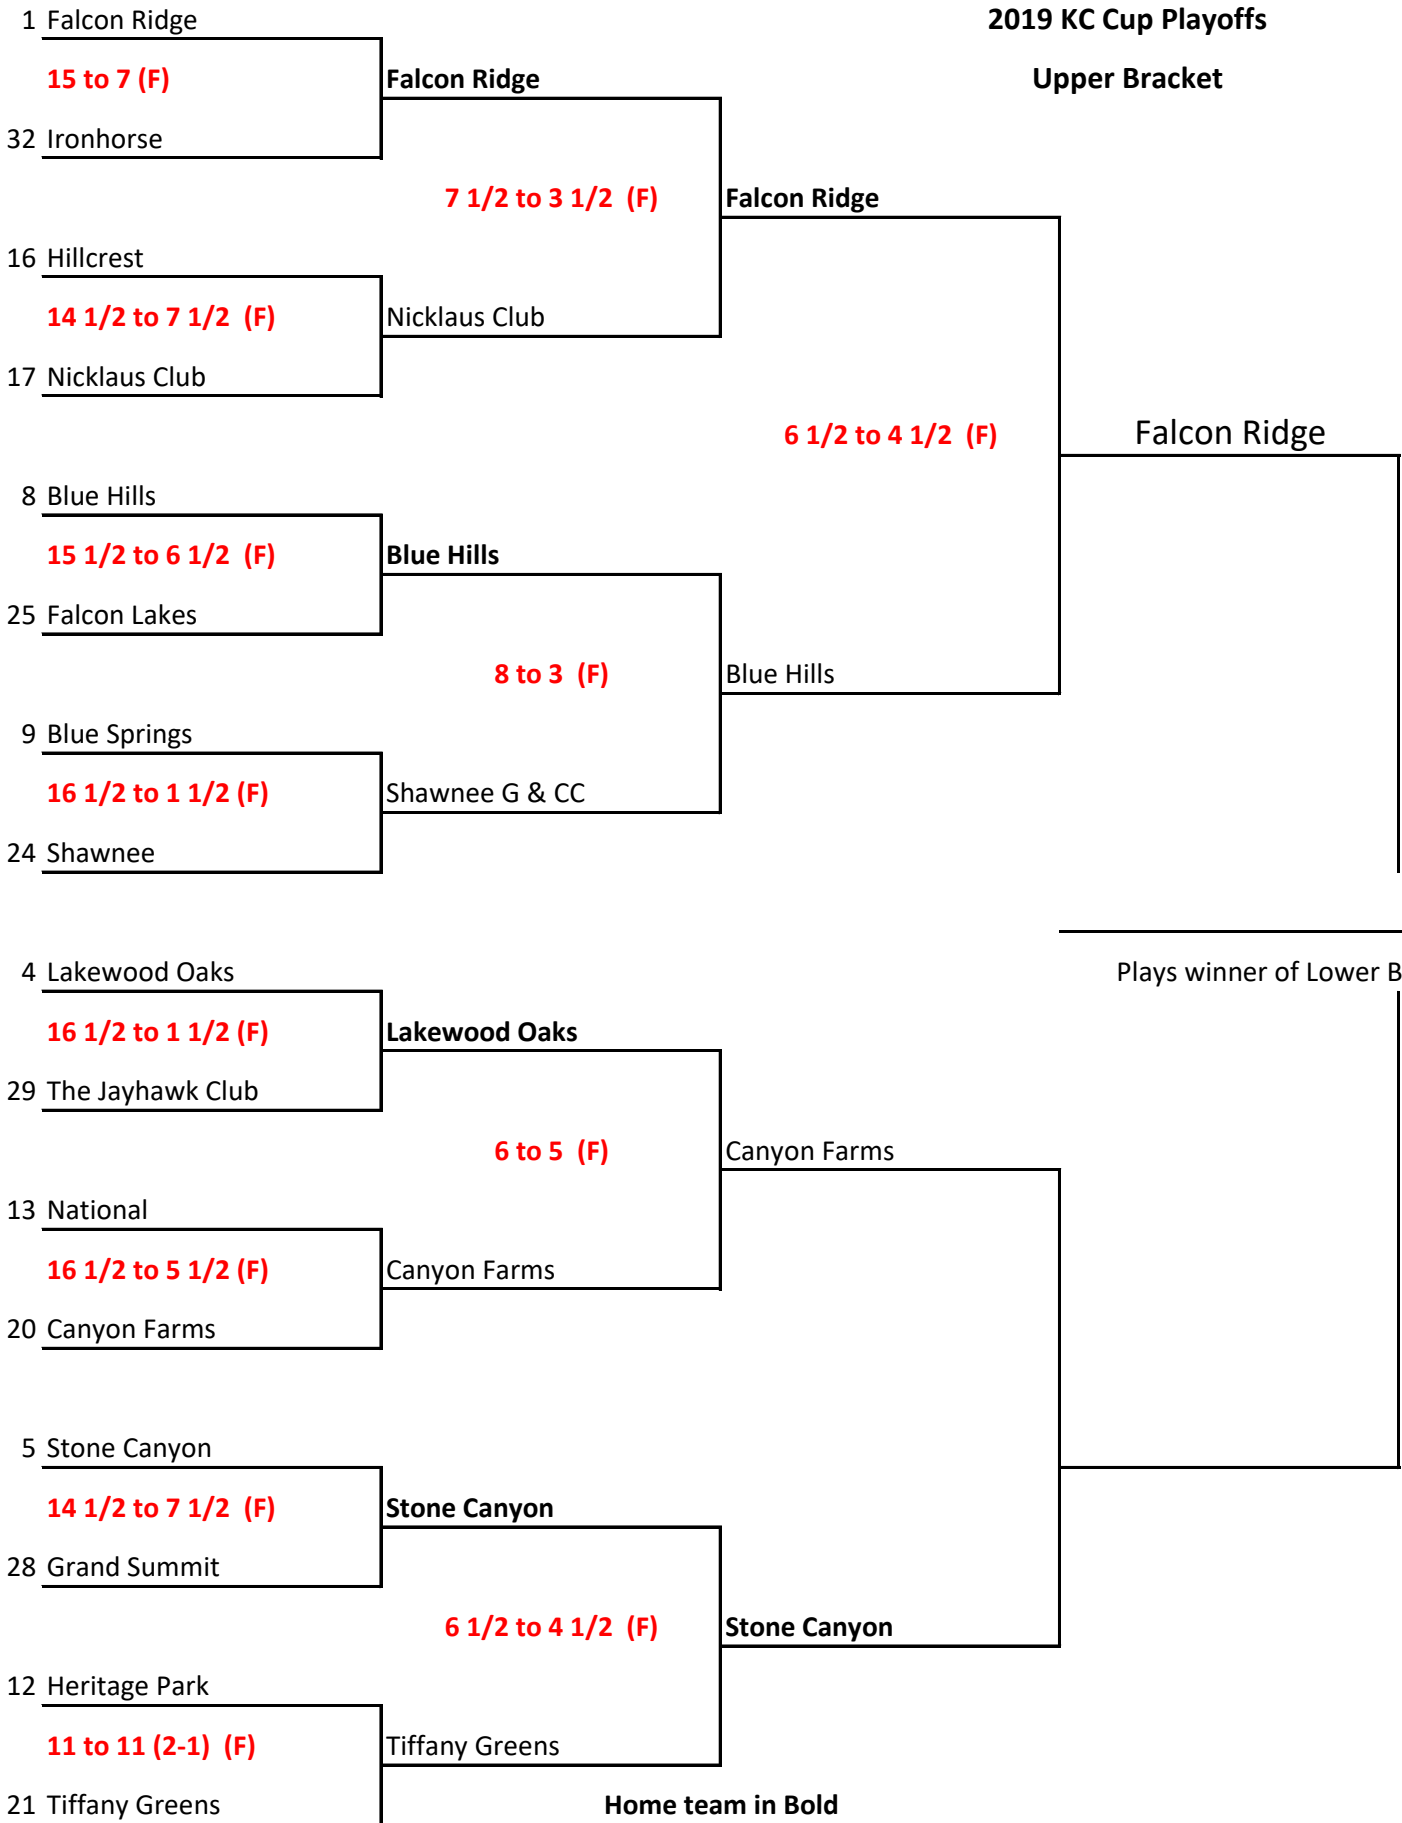 1 Falcon Ridge
2019 KC Cup Playoffs
15 to 7 (F)
Falcon Ridge
Upper Bracket
32 Ironhorse
7 1/2 to 3 1/2 (F)
Falcon Ridge
16 Hillcrest
14 1/2 to 7 1/2 (F)
Nicklaus Club
17 Nicklaus Club
6 1/2 to 4 1/2 (F)
Falcon Ridge
8 Blue Hills
15 1/2 to 6 1/2 (F)
Blue Hills
25 Falcon Lakes
8 to 3 (F)
Blue Hills
9 Blue Springs
16 1/2 to 1 1/2 (F)
Shawnee G & CC
24 Shawnee
4 Lakewood Oaks
Plays winner of Lower B
16 1/2 to 1 1/2 (F)
Lakewood Oaks
29 The Jayhawk Club
6 to 5 (F)
Canyon Farms
13 National
16 1/2 to 5 1/2 (F)
Canyon Farms
20 Canyon Farms
5 Stone Canyon
14 1/2 to 7 1/2 (F)
Stone Canyon
28 Grand Summit
6 1/2 to 4 1/2 (F)
Stone Canyon
12 Heritage Park
11 to 11 (2-1) (F)
Tiffany Greens
21 Tiffany Greens
Home team in Bold